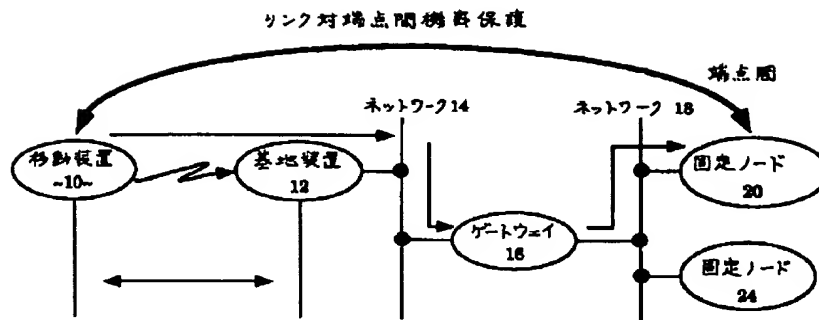 リンク対端点間機密保護
端点間
ネットワーク 14
ネットワーク 18
移動装置
~10~
基地装置
12
固定ノード
20
ゲートウェイ
16
固定ノード
24